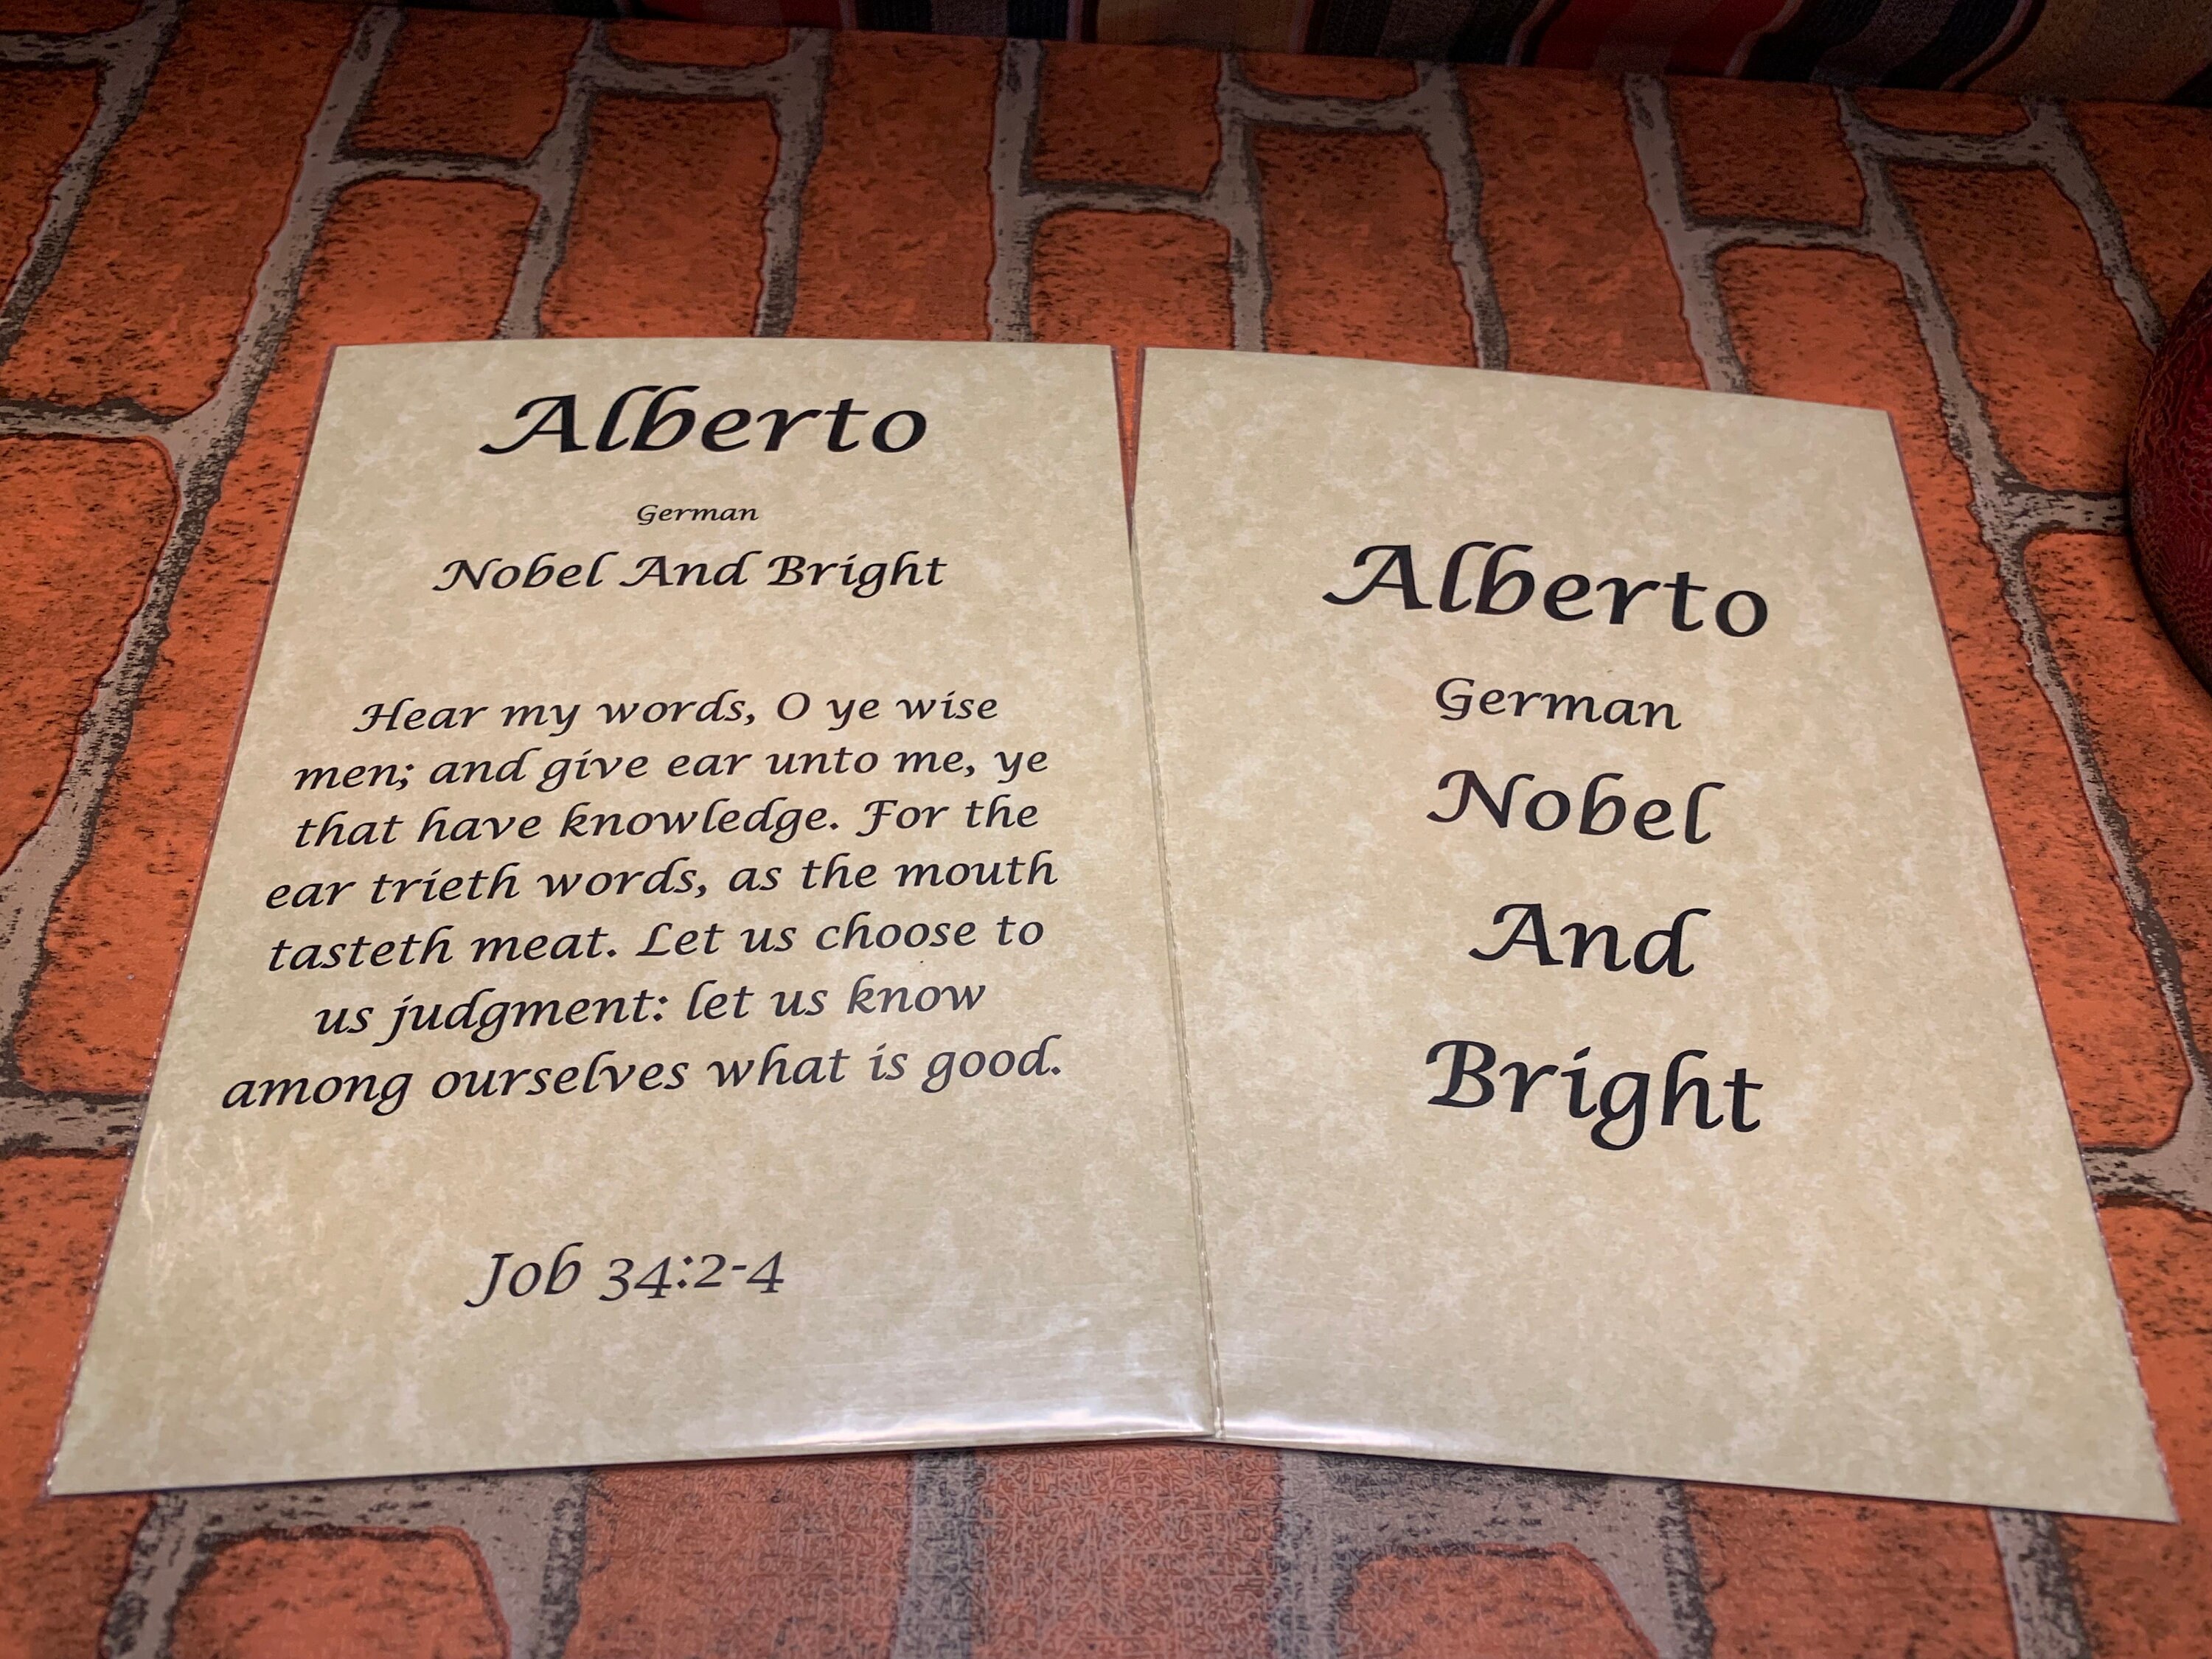 Alberto
German
Nobel And Bright
Hear my words, O ye wise
men; and give ear unto me, ye
that have knowledge. For the
ear trieth words, as the mouth
tasteth meat. Let us choose to
us judgment: let us know
among ourselves what is good.
Job 34:2-4
Alberto
German
Nobel
And
Bright